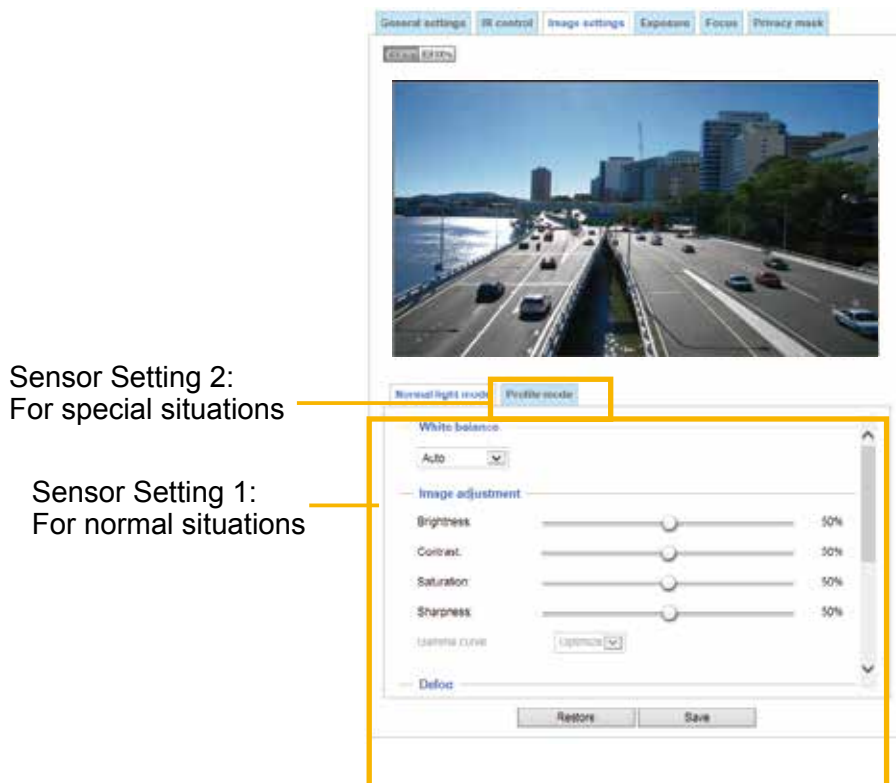 General settings IR control Image settings Exposure Focus Privacy mask
Sensor Setting 2:
For special situations
Normal light mode Profile mode
White balance
Auto
Sensor Setting 1:
For normal situations
Image adjustment
Brightness: 50%
Contrast: 50%
Saturation: 50%
Sharpness: 50%
Gamma curve: Optimize
Defog
Restore Save